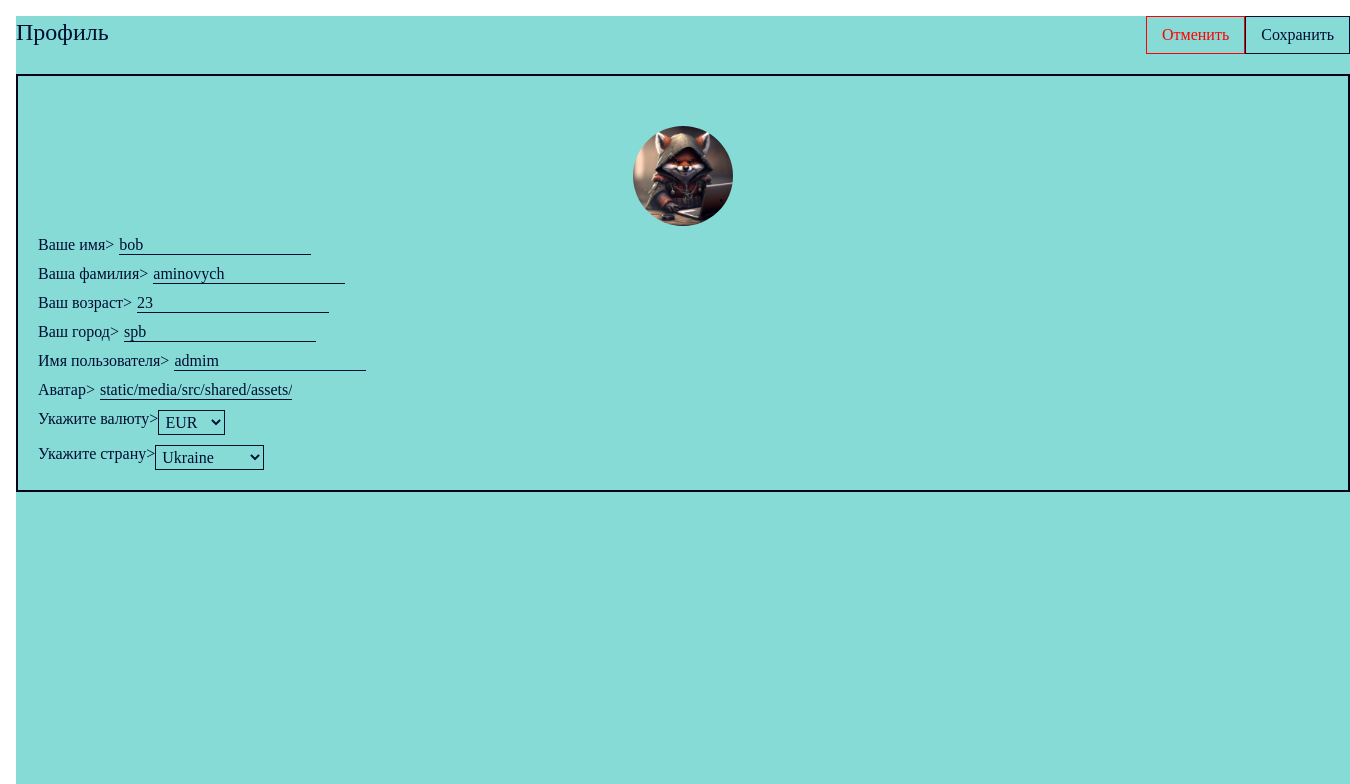 Профиль
Отменить
Сохранить
Ваше имя> bob
Ваша фамилия> aminovych
Ваш возраст> 23
Ваш город> spb
Имя пользователя> admim
Аватар> static/media/src/shared/assets/
Укажите валюту> EUR
Укажите страну> Ukraine